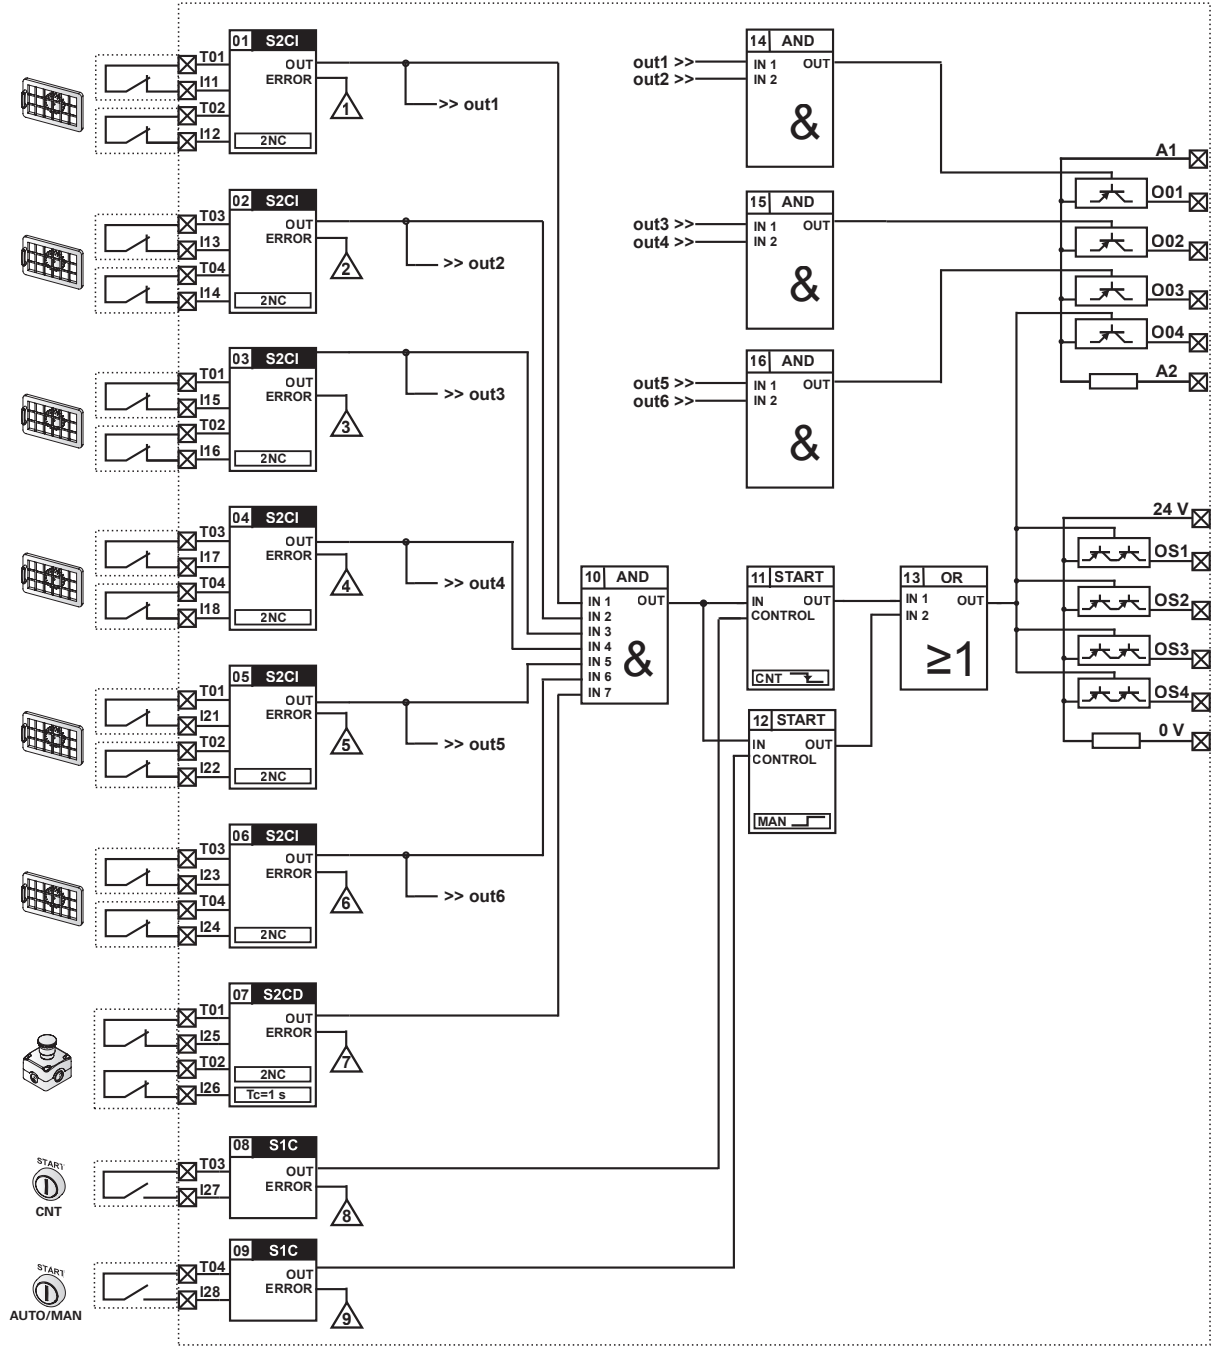 01 S2CI
T01
I11
T02
I12
OUT
ERROR
1
2NC
>> out1
02 S2CI
T03
I13
T04
I14
OUT
ERROR
2
2NC
>> out2
03 S2CI
T01
I15
T02
I16
OUT
ERROR
3
2NC
>> out3
04 S2CI
T03
I17
T04
I18
OUT
ERROR
4
2NC
>> out4
05 S2CI
T01
I21
T02
I22
OUT
ERROR
5
2NC
>> out5
06 S2CI
T03
I23
T04
I24
OUT
ERROR
6
2NC
>> out6
07 S2CD
T01
I25
T02
I26
OUT
ERROR
7
2NC
Tc=1 s
START
CNT
08 S1C
T03
I27
OUT
ERROR
8
START
AUTO/MAN
09 S1C
T04
I28
OUT
ERROR
9
10 AND
IN 1 OUT
IN 2
IN 3
IN 4
IN 5
IN 6
IN 7
&
11 START
IN OUT
CONTROL
CNT
12 START
IN OUT
CONTROL
MAN
13 OR
IN 1 OUT
IN 2
≥1
14 AND
out1 >> IN 1 OUT
out2 >> IN 2
&
15 AND
out3 >> IN 1 OUT
out4 >> IN 2
&
16 AND
out5 >> IN 1 OUT
out6 >> IN 2
&
A1
O01
O02
O03
O04
A2
24 V
OS1
OS2
OS3
OS4
0 V